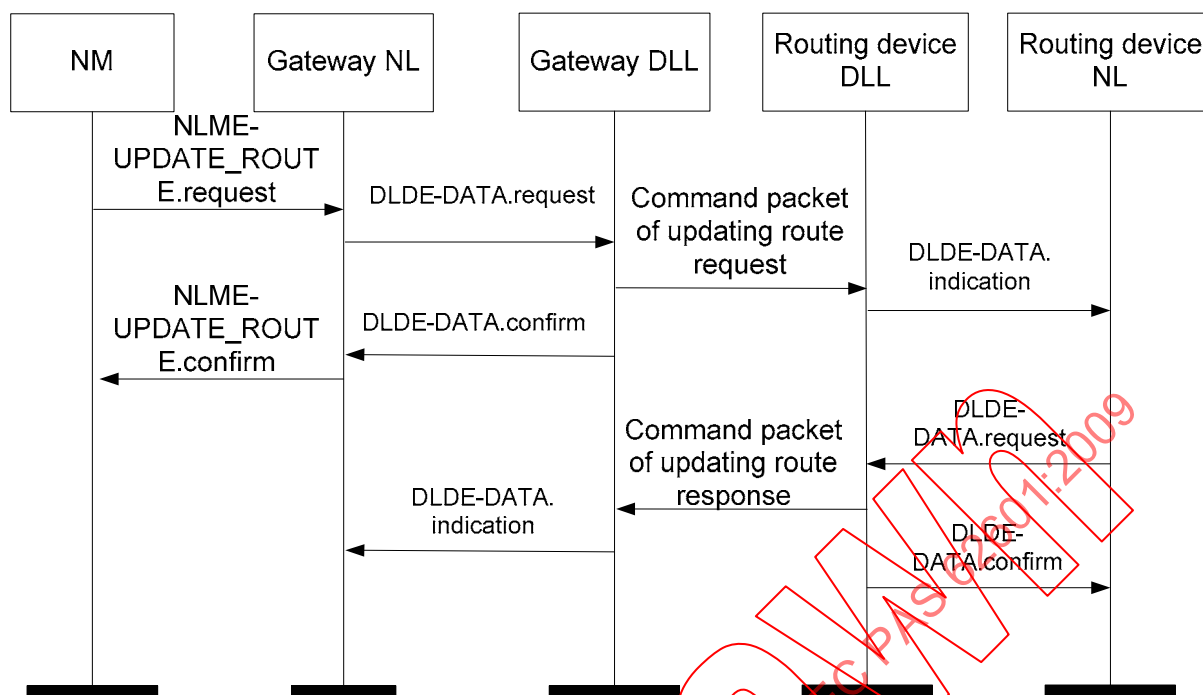 NM
Gateway NL
Gateway DLL
Routing device
DLL
Routing device
NL
NLME-
UPDATE_ROUT
E.request
DLDE-DATA.request
Command packet
of updating route
request
DLDE-DATA.
indication
NLME-
UPDATE_ROUT
E.confirm
DLDE-DATA.confirm
DLDE-
DATA.request
Command packet
of updating route
response
DLDE-DATA.
indication
DLDE-
DATA.confirm
EC PAS 62601:2009